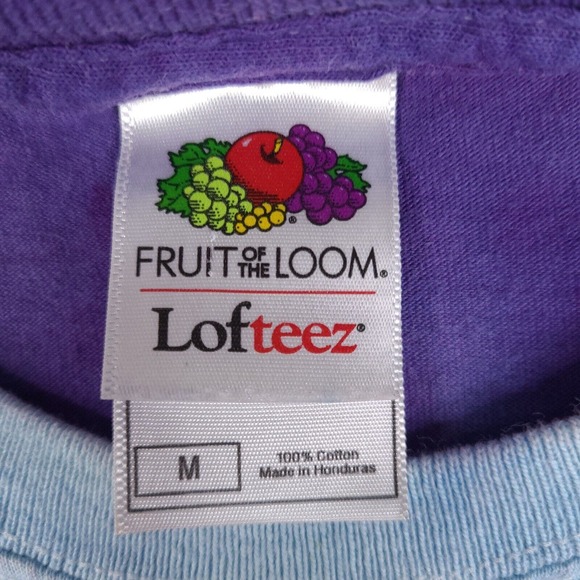 FRUIT OF THE LOOM®
Lofteez®
M
100% Cotton
Made in Honduras